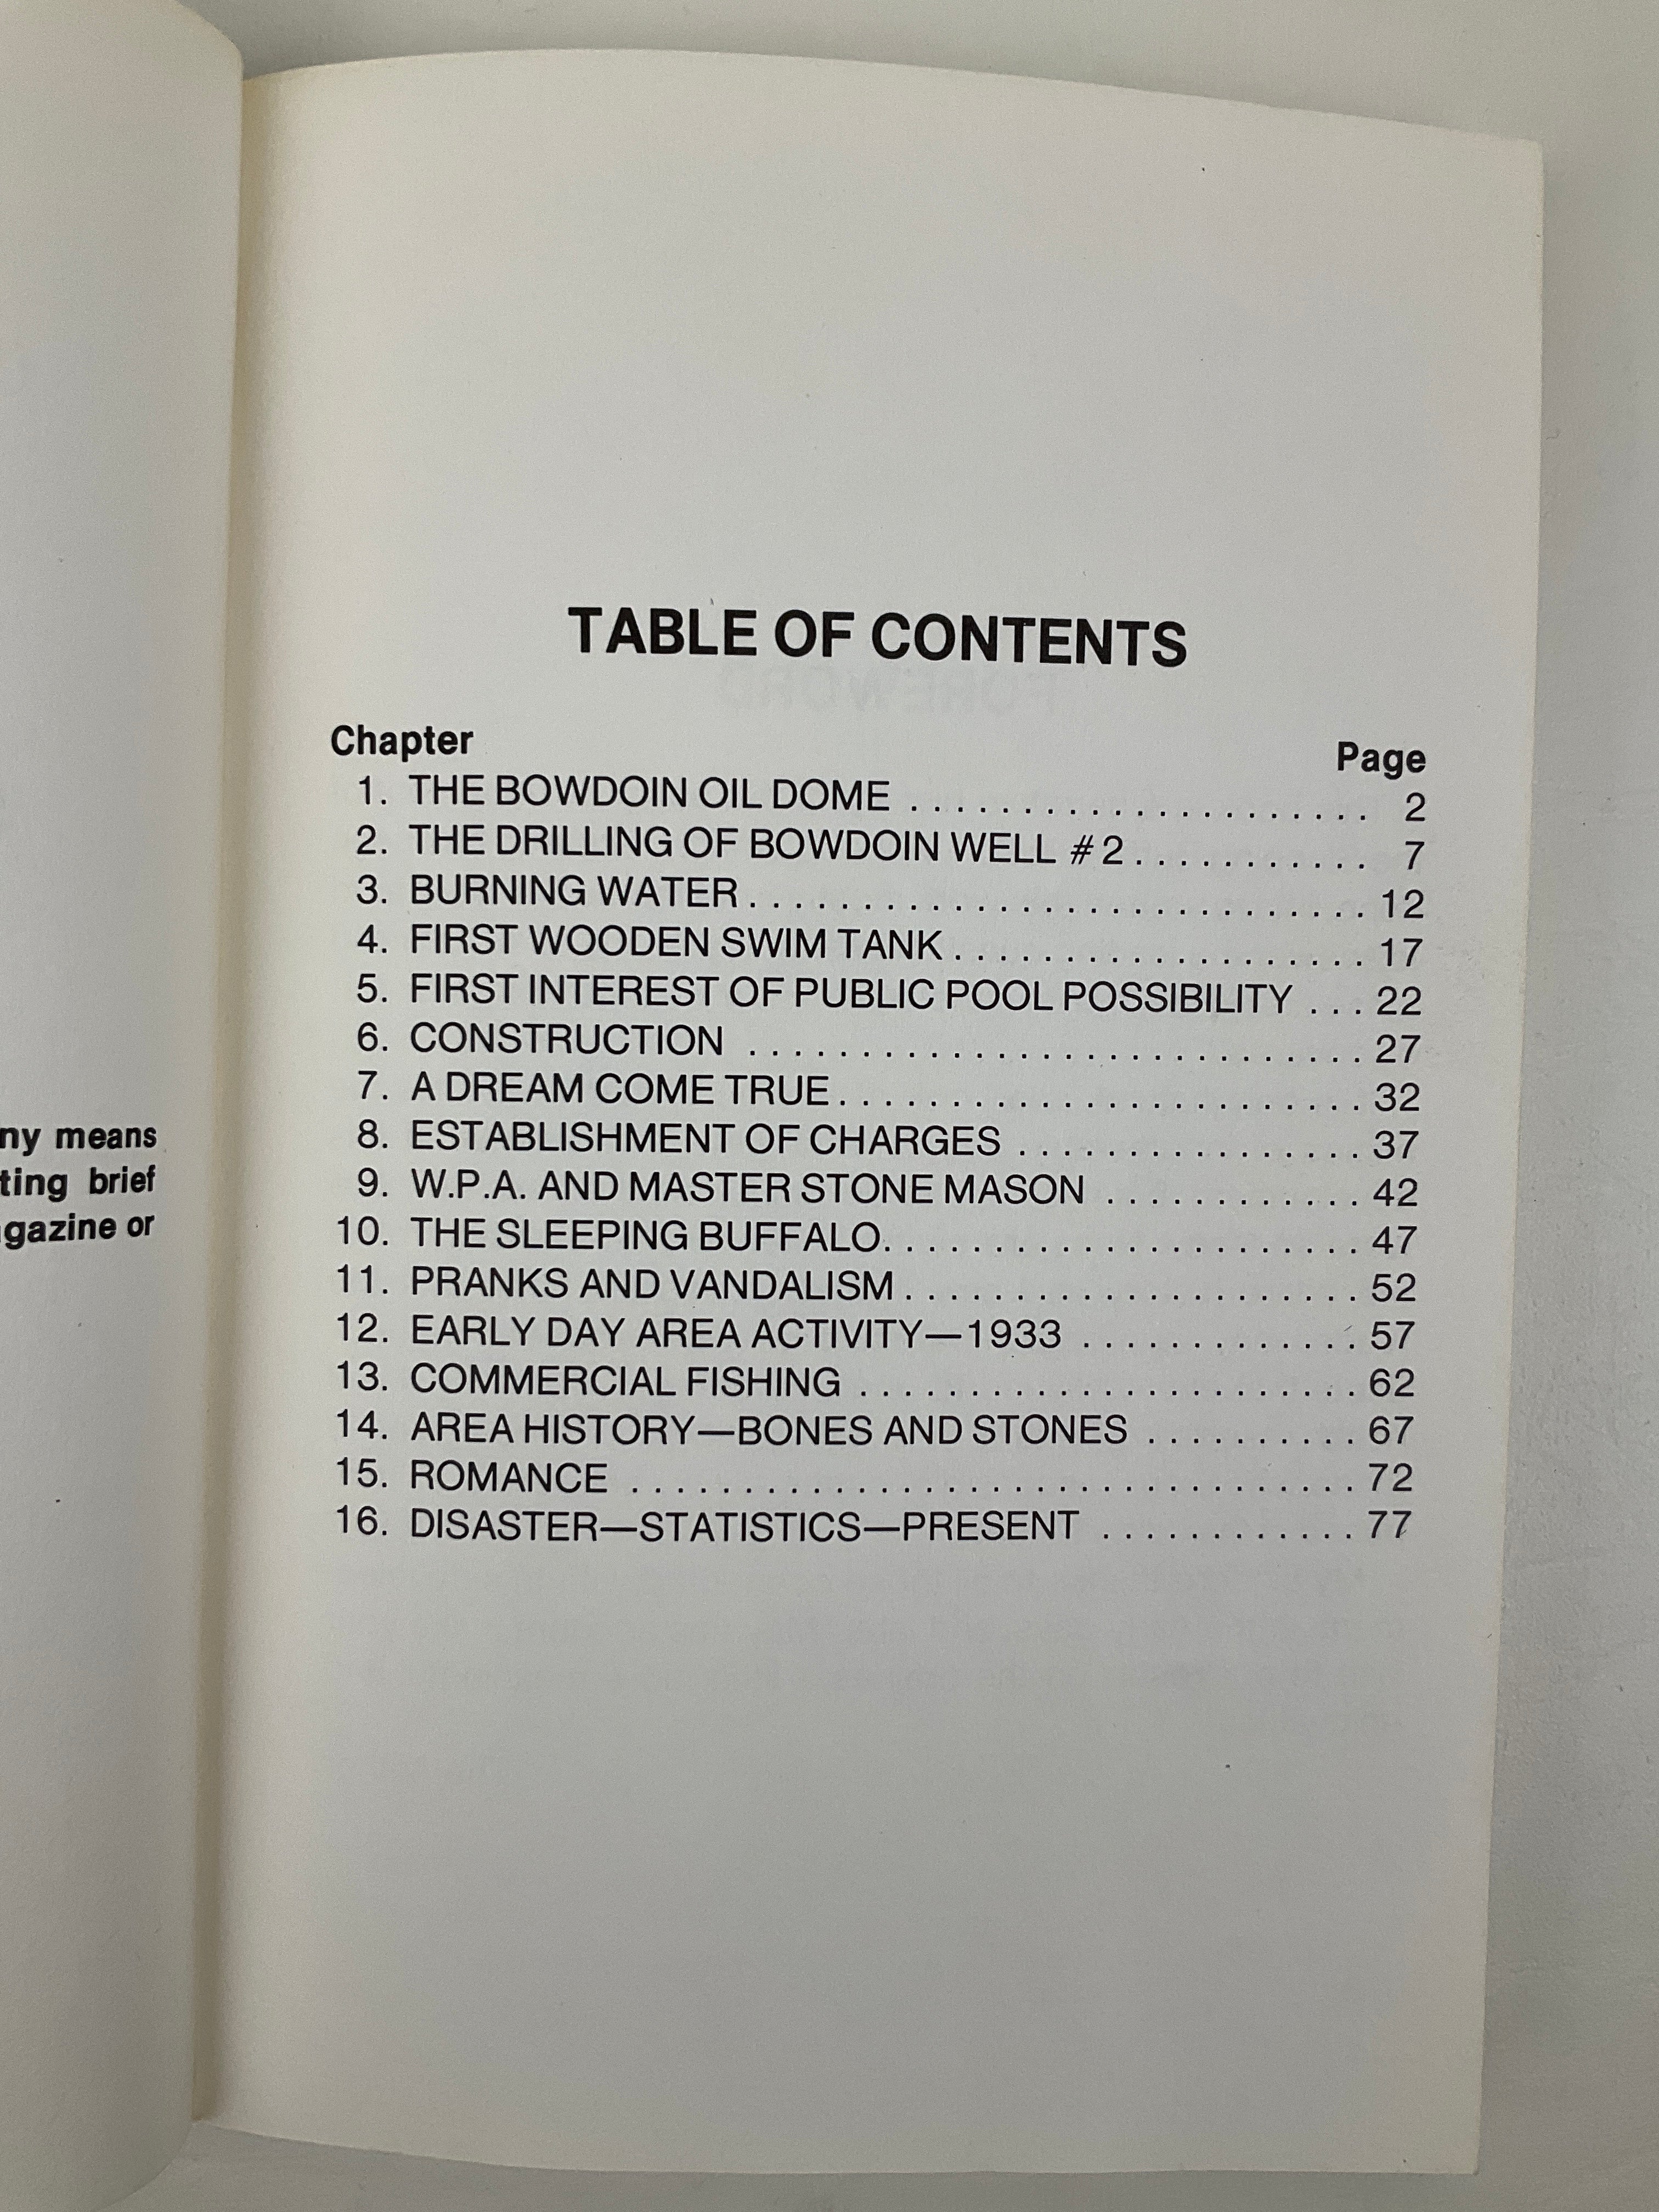 ny means
ting brief
gazine or
TABLE OF CONTENTS
Chapter Page
1. THE BOWDOIN OIL DOME . . . . . . . . . . . . . . . . . . . . . 2
2. THE DRILLING OF BOWDOIN WELL #2 . . . . . . . . . . . 7
3. BURNING WATER . . . . . . . . . . . . . . . . . . . . . . . . . . . . 12
4. FIRST WOODEN SWIM TANK . . . . . . . . . . . . . . . . . . . 17
5. FIRST INTEREST OF PUBLIC POOL POSSIBILITY . . . 22
6. CONSTRUCTION . . . . . . . . . . . . . . . . . . . . . . . . . . . . 27
7. A DREAM COME TRUE . . . . . . . . . . . . . . . . . . . . . . . . 32
8. ESTABLISHMENT OF CHARGES . . . . . . . . . . . . . . . . 37
9. W.P.A. AND MASTER STONE MASON . . . . . . . . . . . . 42
10. THE SLEEPING BUFFALO . . . . . . . . . . . . . . . . . . . . . . 47
11. PRANKS AND VANDALISM . . . . . . . . . . . . . . . . . . . . . 52
12. EARLY DAY AREA ACTIVITY—1933 . . . . . . . . . . . . . 57
13. COMMERCIAL FISHING . . . . . . . . . . . . . . . . . . . . . . . 62
14. AREA HISTORY—BONES AND STONES . . . . . . . . . . 67
15. ROMANCE . . . . . . . . . . . . . . . . . . . . . . . . . . . . . . . . . 72
16. DISASTER—STATISTICS—PRESENT . . . . . . . . . . . . 77